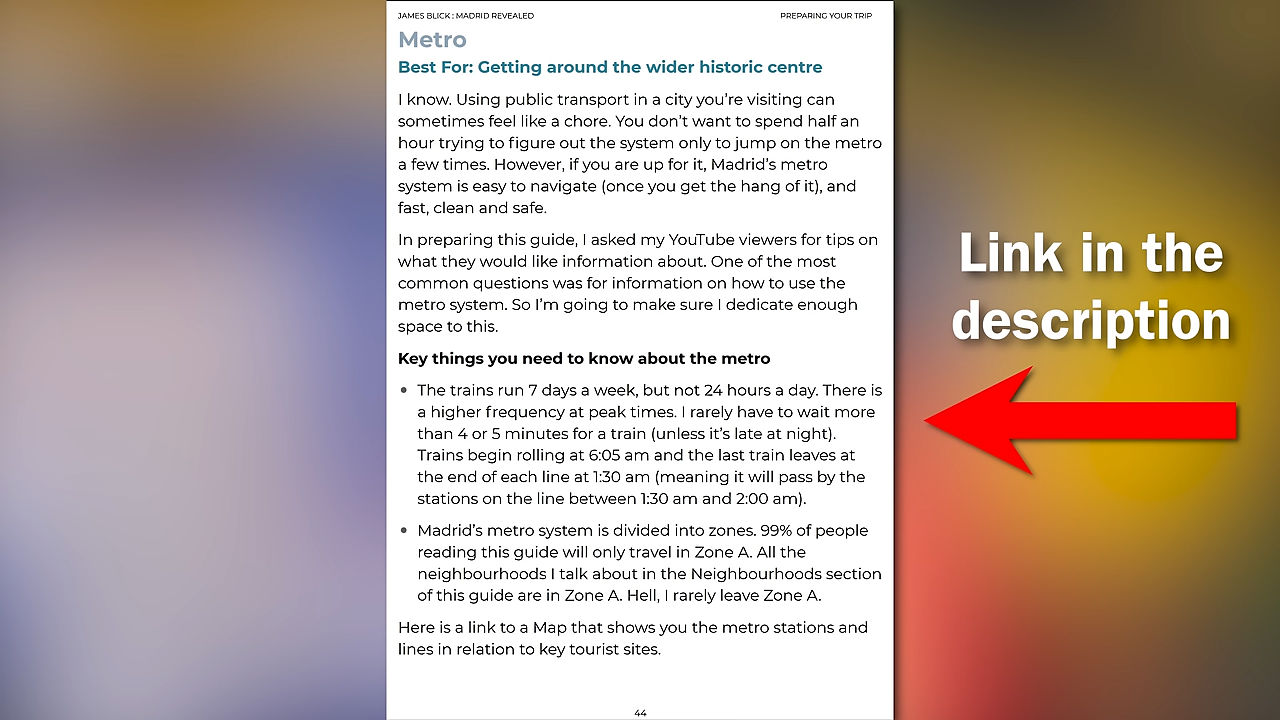 JAMES BLICK : MADRID REVEALED
PREPARING YOUR TRIP
Metro
Best For: Getting around the wider historic centre
I know. Using public transport in a city you’re visiting can
sometimes feel like a chore. You don’t want to spend half an
hour trying to figure out the system only to jump on the metro
a few times. However, if you are up for it, Madrid’s metro
system is easy to navigate (once you get the hang of it), and
fast, clean and safe.
In preparing this guide, I asked my YouTube viewers for tips on
what they would like information about. One of the most
common questions was for information on how to use the
metro system. So I’m going to make sure I dedicate enough
space to this.
Key things you need to know about the metro
• The trains run 7 days a week, but not 24 hours a day. There is
a higher frequency at peak times. I rarely have to wait more
than 4 or 5 minutes for a train (unless it’s late at night).
Trains begin rolling at 6:05 am and the last train leaves at
the end of each line at 1:30 am (meaning it will pass by the
stations on the line between 1:30 am and 2:00 am).
• Madrid’s metro system is divided into zones. 99% of people
reading this guide will only travel in Zone A. All the
neighbourhoods I talk about in the Neighbourhoods section
of this guide are in Zone A. Hell, I rarely leave Zone A.
Here is a link to a Map that shows you the metro stations and
lines in relation to key tourist sites.
44
Link in the
description